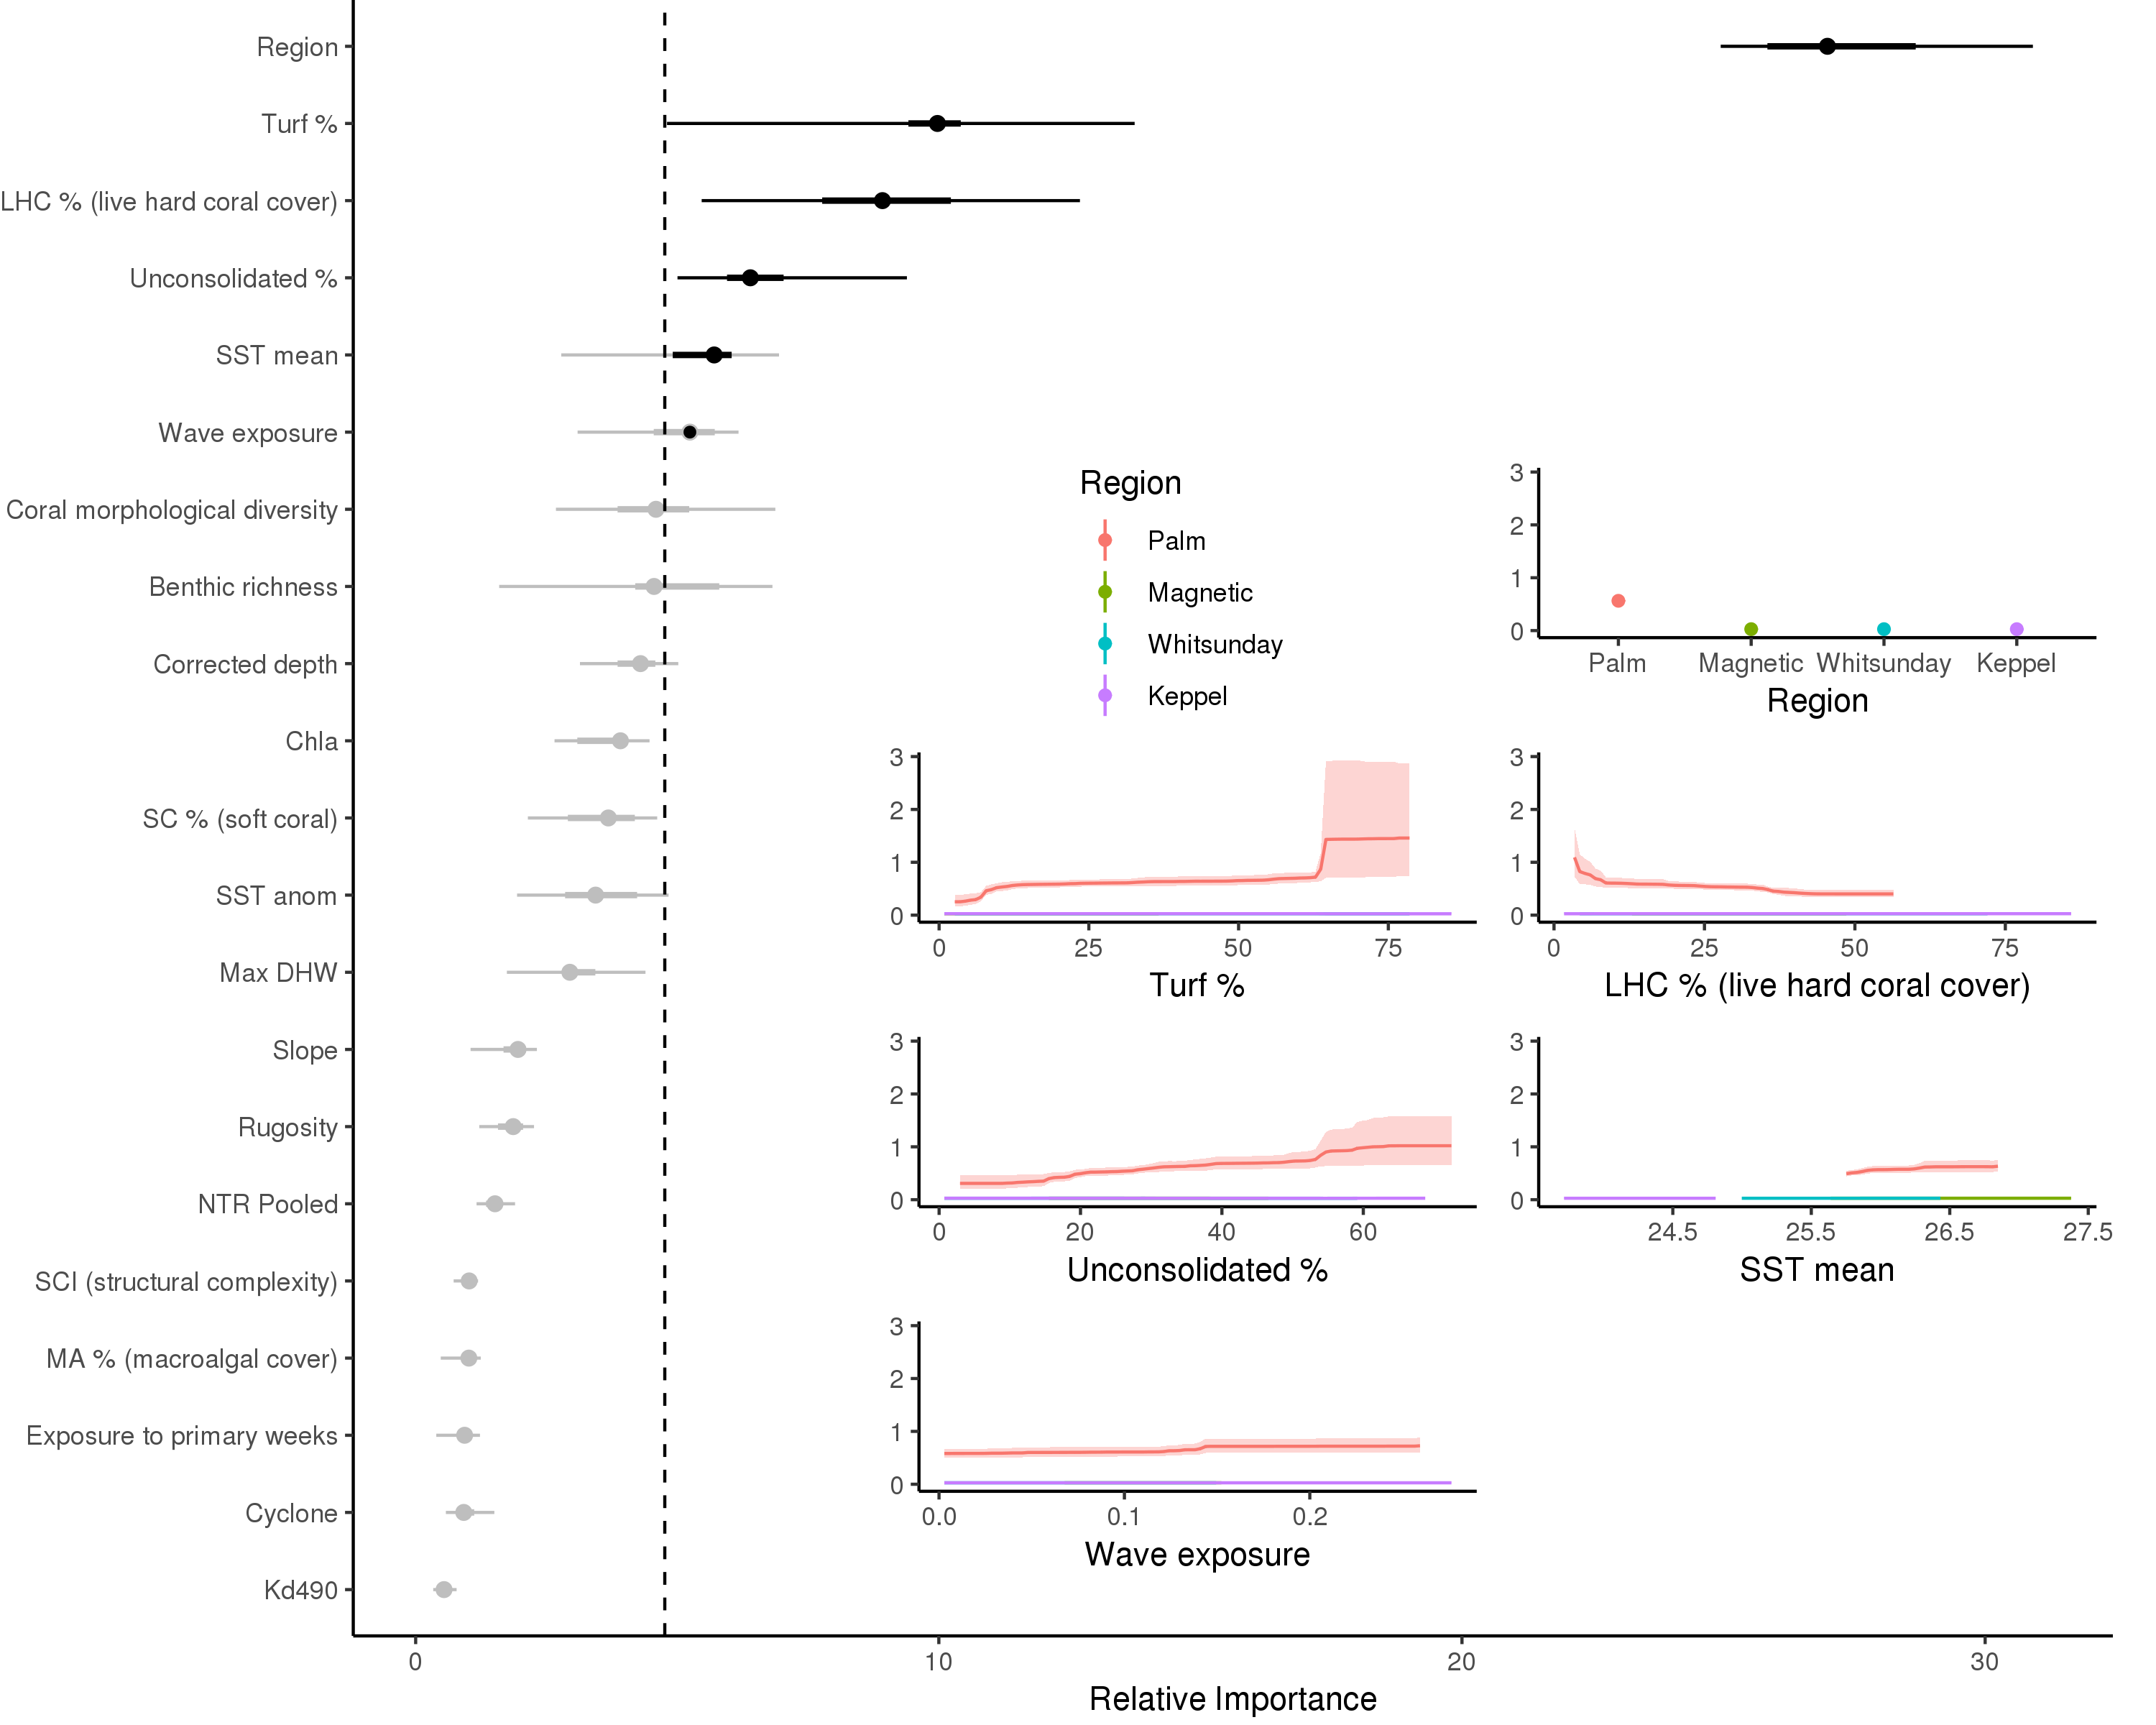 Region
Turf %
LHC % (live hard coral cover)
Unconsolidated %
SST mean
Wave exposure
Coral morphological diversity
Benthic richness
Corrected depth
Chla
SC % (soft coral)
SST anom
Max DHW
Slope
Rugosity
NTR Pooled
SCI (structural complexity)
MA % (macroalgal cover)
Exposure to primary weeks
Cyclone
Kd490
0 10 20 30
Relative Importance
Region
Palm
Magnetic
Whitsunday
Keppel
3
2
1
0
Palm Magnetic Whitsunday Keppel
Region
3
2
1
0
0 25 50 75
Turf %
3
2
1
0
0 25 50 75
LHC % (live hard coral cover)
3
2
1
0
0 20 40 60
Unconsolidated %
3
2
1
0
24.5 25.5 26.5 27.5
SST mean
3
2
1
0
0.0 0.1 0.2
Wave exposure